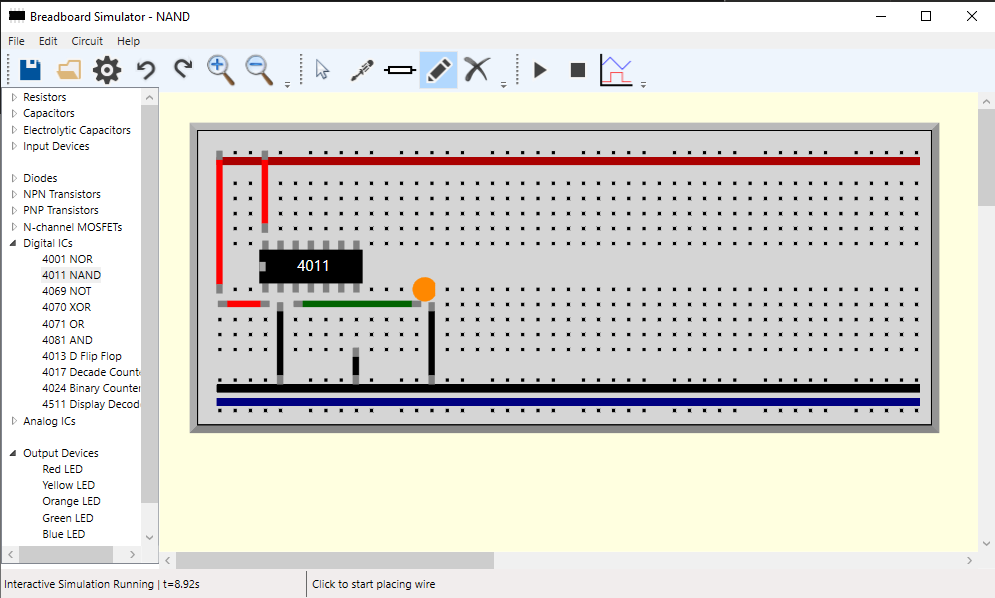 Breadboard Simulator - NAND
File Edit Circuit Help
Resistors
Capacitors
Electrolytic Capacitors
Input Devices
Diodes
NPN Transistors
PNP Transistors
N-channel MOSFETs
Digital ICs
4001 NOR
4011 NAND
4069 NOT
4070 XOR
4071 OR
4081 AND
4013 D Flip Flop
4017 Decade Count
4024 Binary Counter
4511 Display Decod
Analog ICs
Output Devices
Red LED
Yellow LED
Orange LED
Green LED
Blue LED
4011
Interactive Simulation Running | t=8.92s
Click to start placing wire